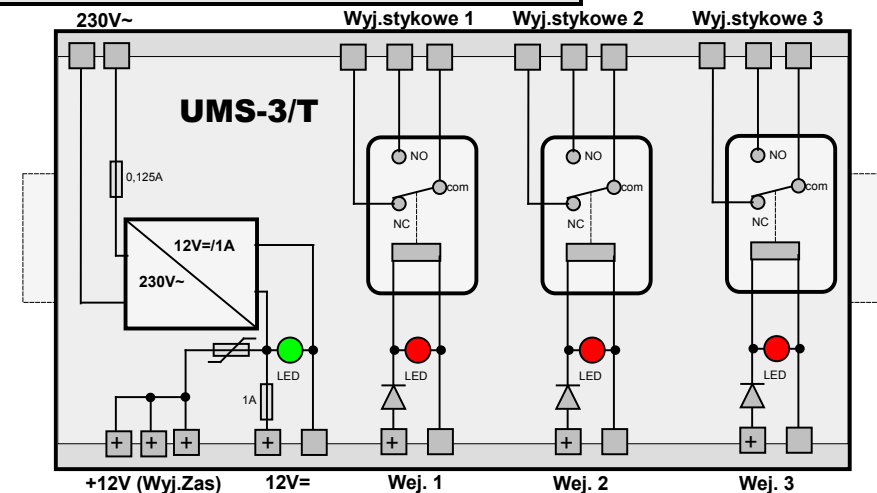 230V~ Wyj.stykowe 1 Wyj.stykowe 2 Wyj.stykowe 3
UMS-3/T
NO NO NO
0,125A
com com com
NC NC NC
12V=/1A
230V~
LED LED LED LED
1A
+ + + + + + +
+12V (Wyj.Zas) 12V= Wej. 1 Wej. 2 Wej. 3